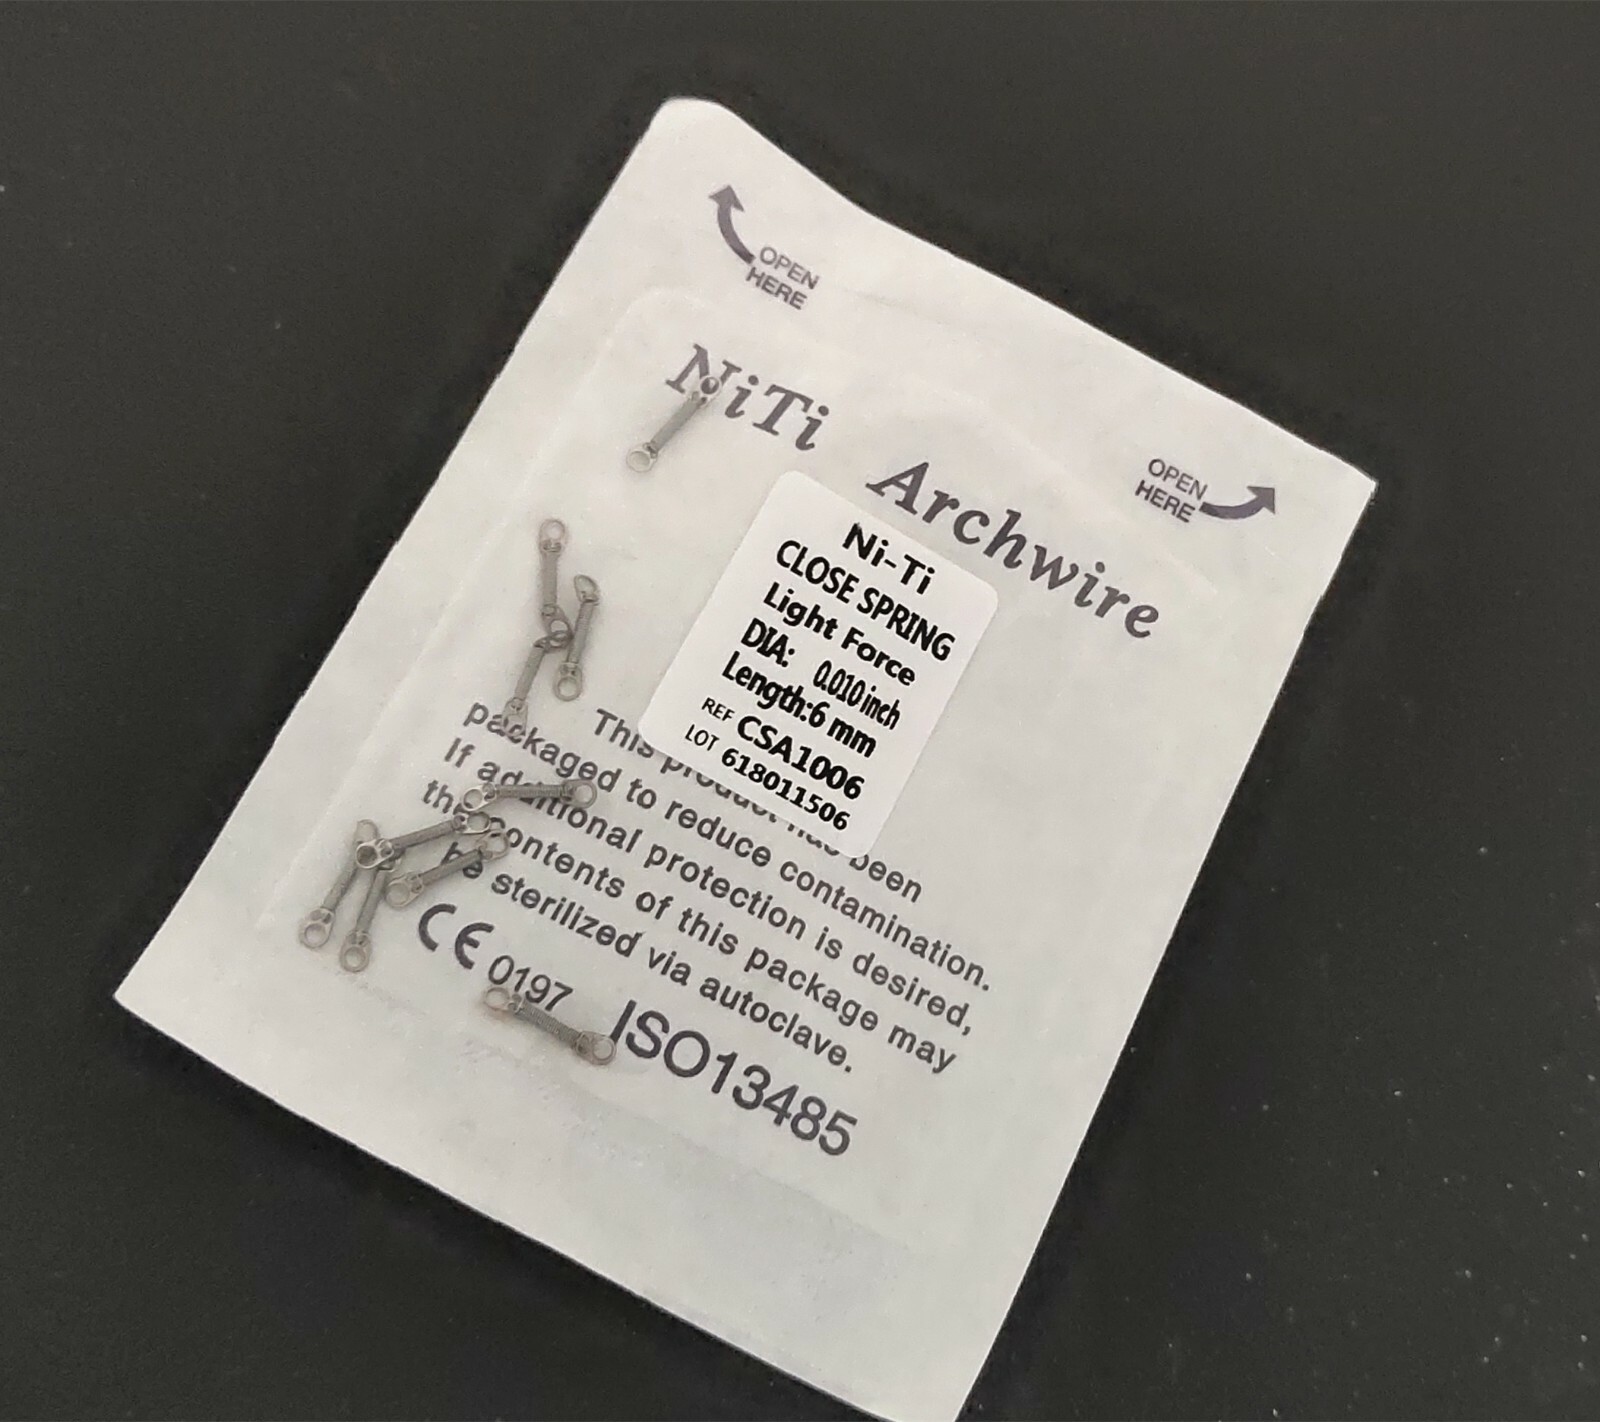 OPEN
HERE
OPEN
HERE
NiTi Archwire
Ni-Ti
CLOSE SPRING
Light Force
DIA: 0.010 inch
Length:6 mm
REF CSA1006
LOT 618011506
This product has been
packaged to reduce contamination.
If additional protection is desired,
the contents of this package may
be sterilized via autoclave.
CE 0197 ISO13485